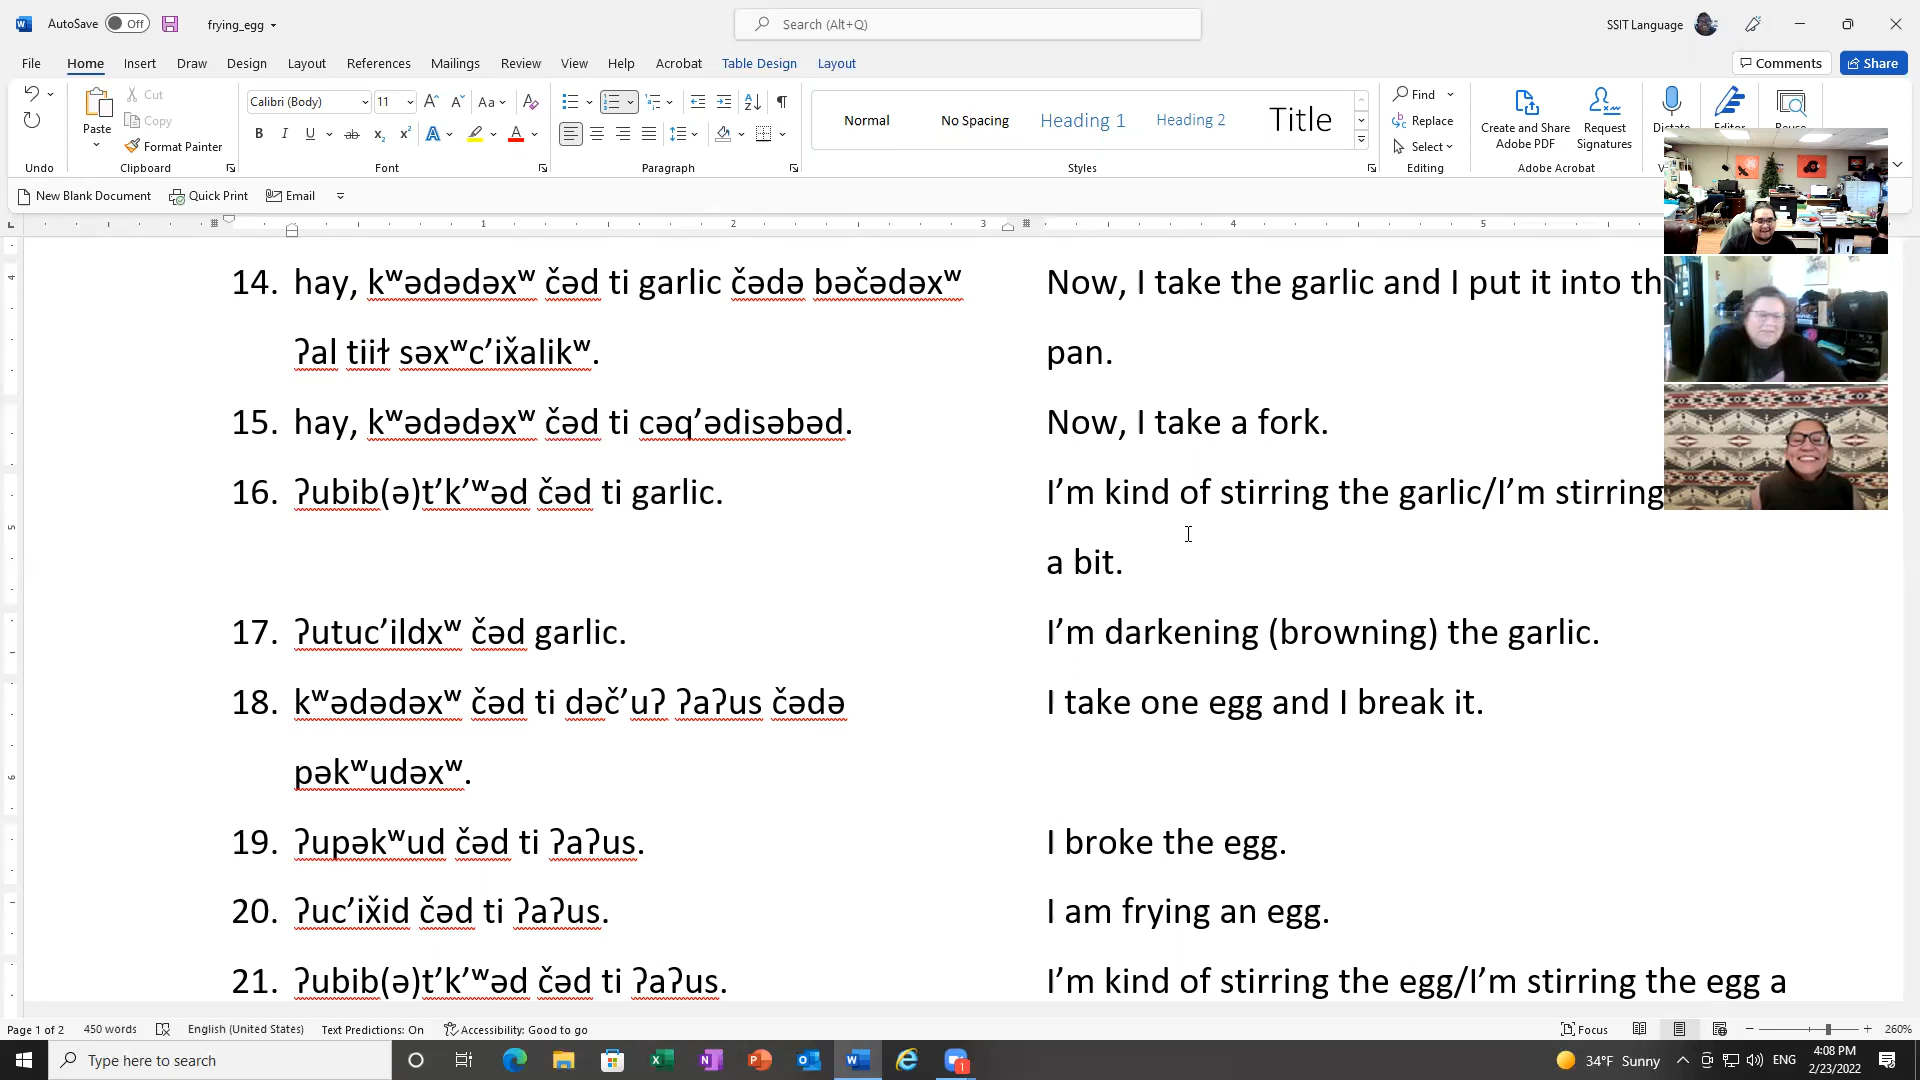 AutoSave Off frying_egg Search (Alt+Q) SSIT Language
File Home Insert Draw Design Layout References Mailings Review View Help Acrobat Table Design Layout Comments Share
Calibri (Body) 11 Aa
Paste Cut Copy Format Painter
Normal No Spacing Heading 1 Heading 2 Title
Find Replace Select
Create and Share Adobe PDF
Request Signatures
Undo Clipboard Font Paragraph Styles Editing Adobe Acrobat
New Blank Document Quick Print Email
1 2 3 4 5
14. hay, kʷədədəxʷ čəd ti garlic čədə bəčədəxʷ Now, I take the garlic and I put it into th
ʔal tiiɫ səxʷc’ix̌alikʷ. pan.
15. hay, kʷədədəxʷ čəd ti cəq’ədisəbəd. Now, I take a fork.
16. ʔubib(ə)t’k’ʷəd čəd ti garlic. I’m kind of stirring the garlic/I’m stirring
a bit.
17. ʔutuc’ildxʷ čəd garlic. I’m darkening (browning) the garlic.
18. kʷədədəxʷ čəd ti dəč’uʔ ʔaʔus čədə I take one egg and I break it.
pəkʷudəxʷ.
19. ʔupəkʷud čəd ti ʔaʔus. I broke the egg.
20. ʔuc’ix̌id čəd ti ʔaʔus. I am frying an egg.
21. ʔubib(ə)t’k’ʷəd čəd ti ʔaʔus. I’m kind of stirring the egg/I’m stirring the egg a
Page 1 of 2 450 words English (United States) Text Predictions: On Accessibility: Good to go Focus 260%
Type here to search 34°F Sunny ENG 4:08 PM
2/23/2022